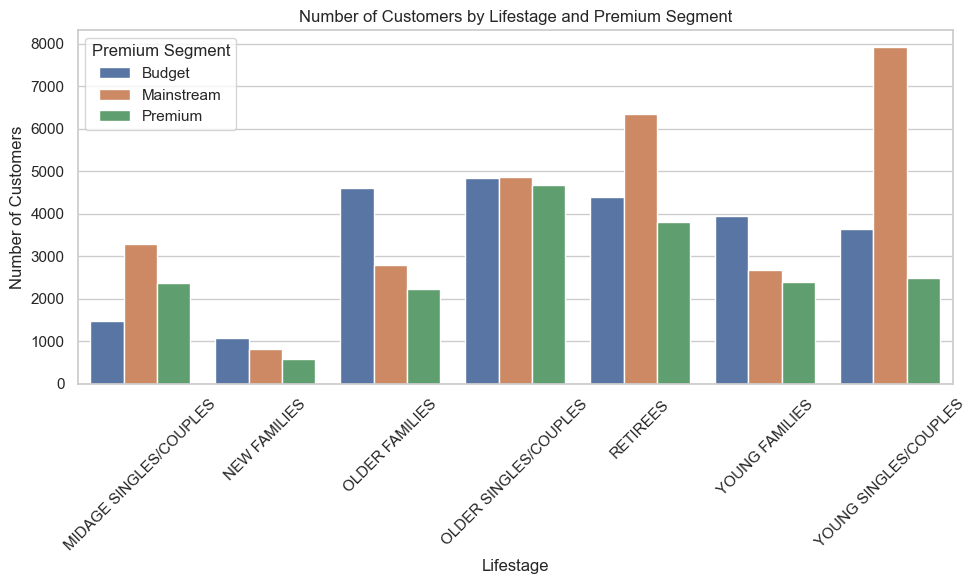 Number of Customers by Lifestage and Premium Segment
Premium Segment
Budget
Mainstream
Premium
Number of Customers
8000
7000
6000
5000
4000
3000
2000
1000
0
MIDAGE SINGLES/COUPLES
NEW FAMILIES
OLDER FAMILIES
OLDER SINGLES/COUPLES
RETIREES
YOUNG FAMILIES
YOUNG SINGLES/COUPLES
Lifestage